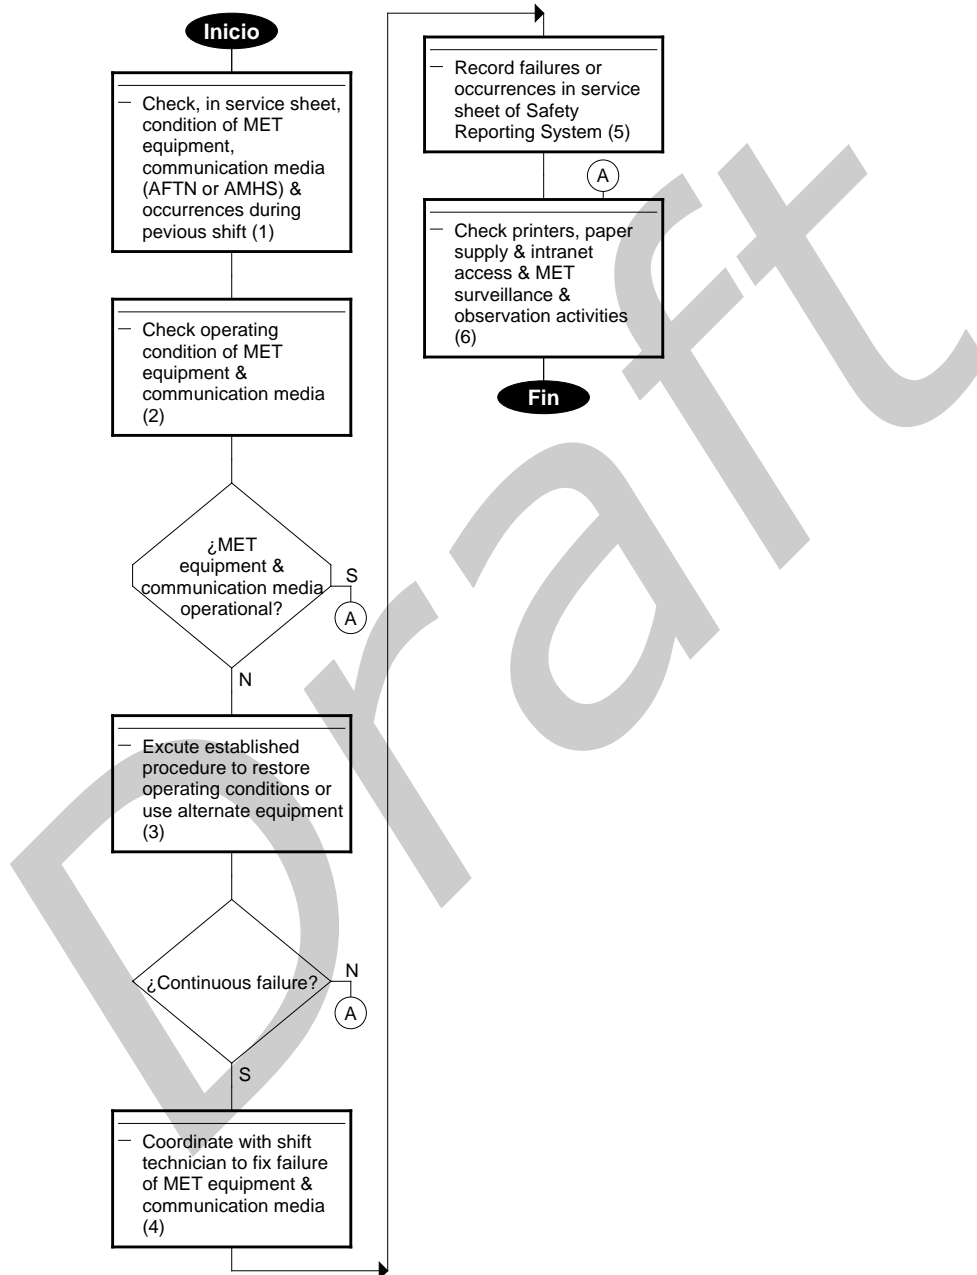 Inicio
— Check, in service sheet,
condition of MET
equipment,
communication media
(AFTN or AMHS) &
occurrences during
pevious shift (1)
— Check operating
condition of MET
equipment &
communication media
(2)
¿MET
equipment &
communication media
operational?
S
A
N
— Excute established
procedure to restore
operating conditions or
use alternate equipment
(3)
¿Continuous failure?
N
A
S
— Coordinate with shift
technician to fix failure
of MET equipment &
communication media
(4)
— Record failures or
occurrences in service
sheet of Safety
Reporting System (5)
A
— Check printers, paper
supply & intranet
access & MET
surveillance &
observation activities
(6)
Fin
Draft